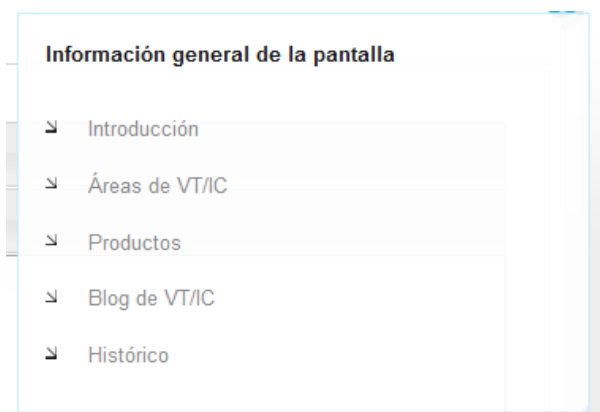 Información general de la pantalla
Introducción
Áreas de VT/IC
Productos
Blog de VT/IC
Histórico